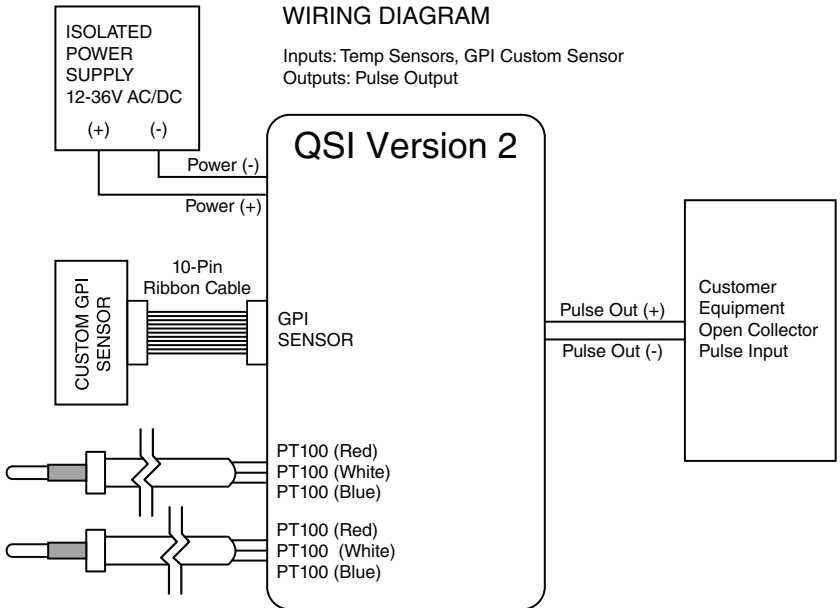 WIRING DIAGRAM
Inputs: Temp Sensors, GPI Custom Sensor
Outputs: Pulse Output
ISOLATED
POWER
SUPPLY
12-36V AC/DC
(+) (-)
Power (-)
Power (+)
QSI Version 2
10-Pin
Ribbon Cable
CUSTOM GPI
SENSOR
GPI
SENSOR
Pulse Out (+)
Pulse Out (-)
Customer
Equipment
Open Collector
Pulse Input
PT100 (Red)
PT100 (White)
PT100 (Blue)
PT100 (Red)
PT100 (White)
PT100 (Blue)